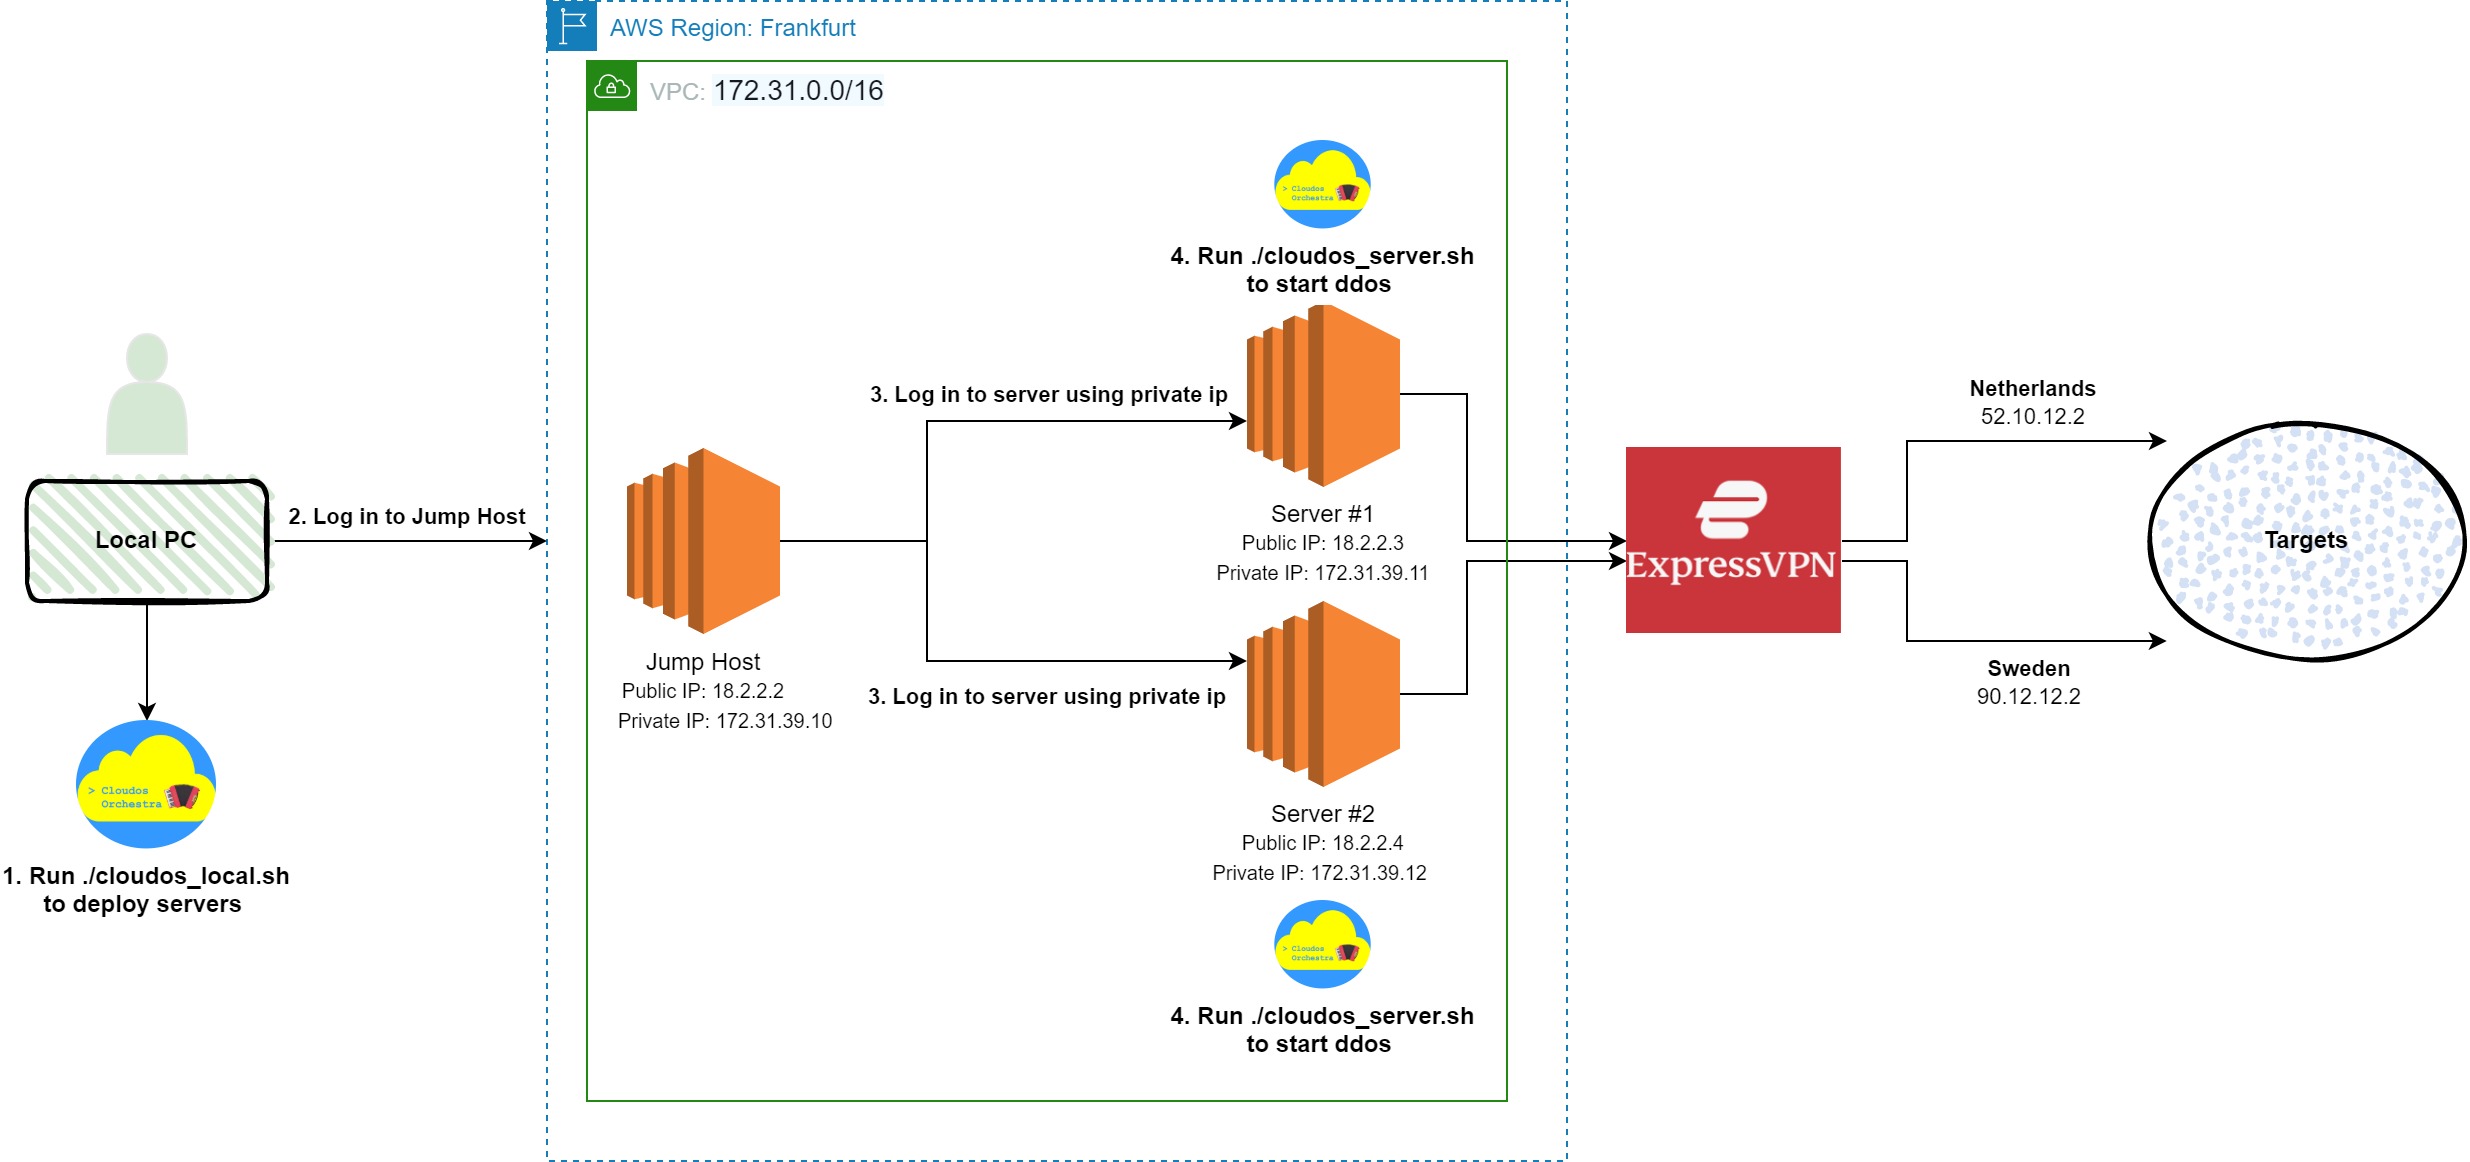 AWS Region: Frankfurt
VPC: 172.31.0.0/16
> Cloudos
Orchestra
4. Run ./cloudos_server.sh
to start ddos
3. Log in to server using private ip
Server #1
Public IP: 18.2.2.3
Private IP: 172.31.39.11
Local PC
2. Log in to Jump Host
Jump Host
Public IP: 18.2.2.2
Private IP: 172.31.39.10
3. Log in to server using private ip
Server #2
Public IP: 18.2.2.4
Private IP: 172.31.39.12
> Cloudos
Orchestra
4. Run ./cloudos_server.sh
to start ddos
> Cloudos
Orchestra
1. Run ./cloudos_local.sh
to deploy servers
ExpressVPN
Netherlands
52.10.12.2
Targets
Sweden
90.12.12.2